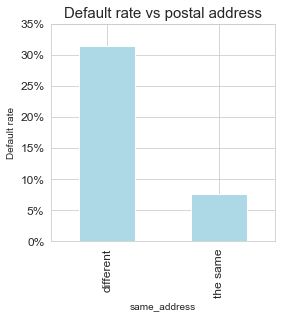 Default rate vs postal address
35%
30%
25%
20%
15%
10%
5%
0%
Default rate
different
the same
same_address